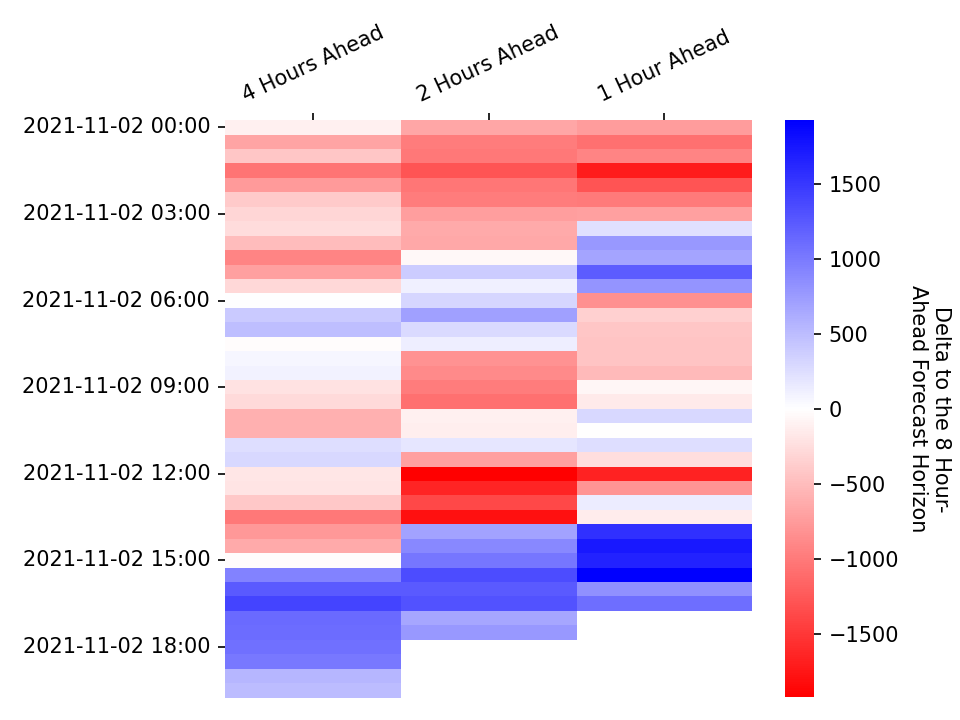 4 Hours Ahead
2 Hours Ahead
1 Hour Ahead
2021-11-02 00:00
2021-11-02 03:00
2021-11-02 06:00
2021-11-02 09:00
2021-11-02 12:00
2021-11-02 15:00
2021-11-02 18:00
1500
1000
500
0
−500
−1000
−1500
Delta to the 8 Hour-
Ahead Forecast Horizon